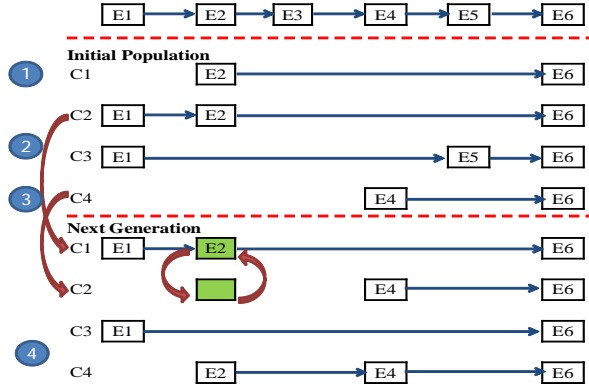 E1 E2 E3 E4 E5 E6
Initial Population
1 C1 E2 E6
C2 E1 E2 E6
2
C3 E1 E5 E6
3 C4 E4 E6
Next Generation
C1 E1 E2 E6
C2 E4 E6
C3 E1 E6
4
C4 E2 E4 E6